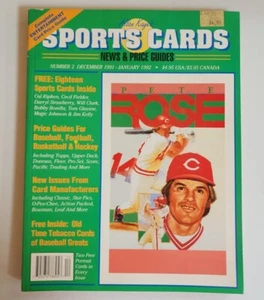 SPORTS CARDS
NEWS & PRICE GUIDES
NUMBER 2 DECEMBER 1991 - JANUARY 1992 • $4.95 USA/$5.95 CANADA
FREE: Eighteen
Sports Cards Inside
Cal Ripken, Cecil Fielder,
Darryl Strawberry, Will Clark,
Bobby Bonilla, Tom Glavine,
Magic Johnson & Jim Kelly
Price Guides For
Baseball, Football,
Basketball & Hockey
Including Topps, Upper Deck,
Donruss, Fleer, Pro Set, Score,
Pacific Trading And More
New Issues From
Card Manufacturers
Including Classic, Star Pics,
O-Pee-Chee, Action Packed,
Bowman, Leaf And More
Free Inside: Old
Time Tobacco Cards
of Baseball Greats
Two Free
Portrait
Cards in
Every
Issue!
PETE
ROSE
14